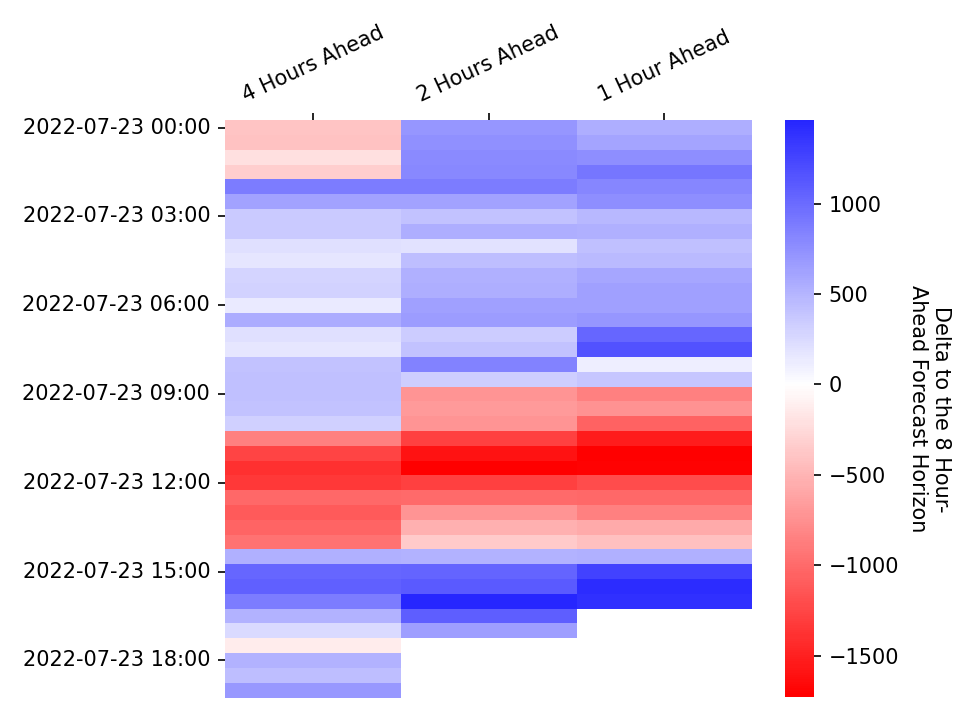 4 Hours Ahead
2 Hours Ahead
1 Hour Ahead
2022-07-23 00:00
2022-07-23 03:00
2022-07-23 06:00
2022-07-23 09:00
2022-07-23 12:00
2022-07-23 15:00
2022-07-23 18:00
1000
500
0
−500
−1000
−1500
Delta to the 8 Hour-
Ahead Forecast Horizon